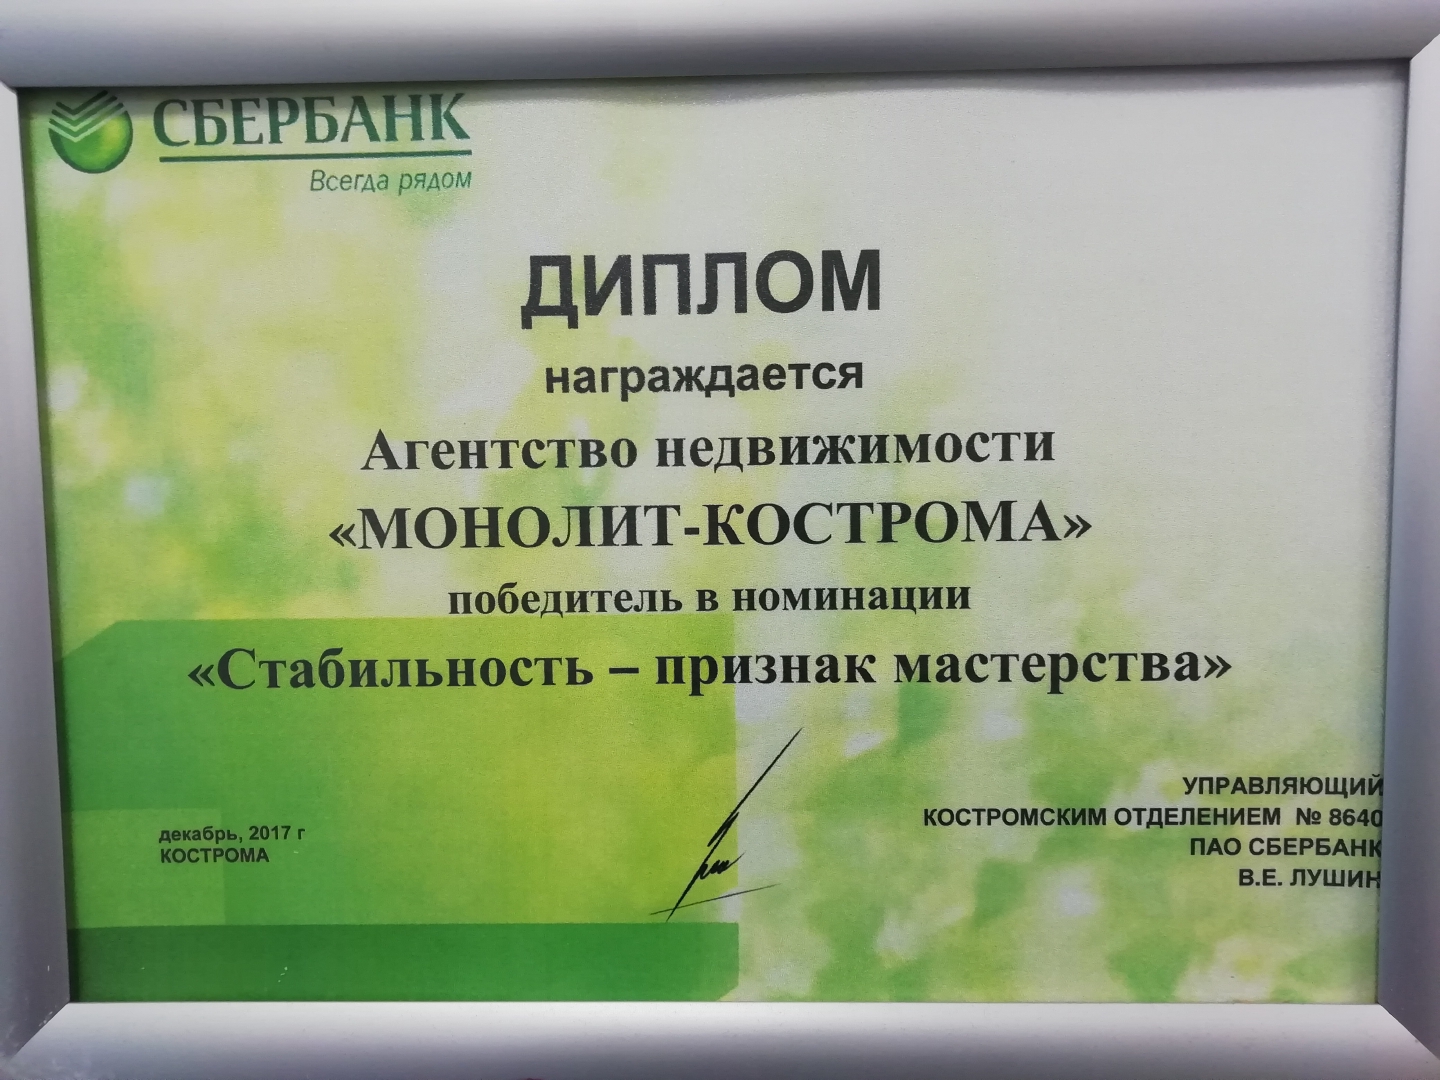 СБЕРБАНК
Всегда рядом
ДИПЛОМ
награждается
Агентство недвижимости
«МОНОЛИТ-КОСТРОМА»
победитель в номинации
«Стабильность – признак мастерства»
декабрь, 2017 г
КОСТРОМА
УПРАВЛЯЮЩИЙ
КОСТРОМСКИМ ОТДЕЛЕНИЕМ № 8640
ПАО СБЕРБАНК
В.Е. ЛУШИН